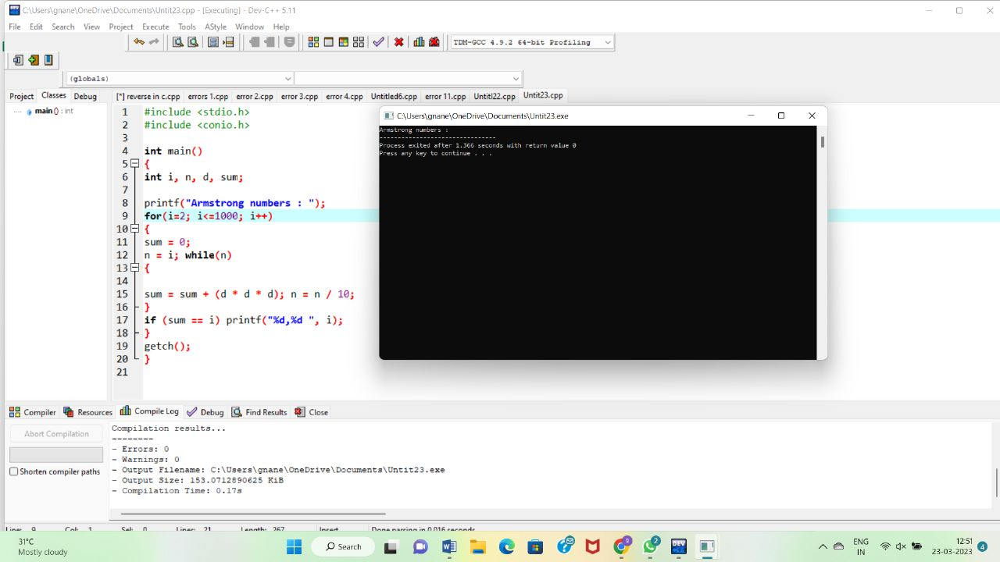 C:\Users\gnane\OneDrive\Documents\Untit23.cpp - [Executing] - Dev-C++ 5.11
File Edit Search View Project Execute Tools AStyle Window Help
TDM-GCC 4.9.2 64-bit Profiling
(globals)
Project Classes Debug
[*] reverse in c.cpp errors 1.cpp error 2.cpp error 3.cpp error 4.cpp Untitled6.cpp error 11.cpp Untitl22.cpp Untit23.cpp
main () : int
1 #include <stdio.h>
2 #include <conio.h>
3
4 int main()
5 {
6 int i, n, d, sum;
7
8 printf("Armstrong numbers : ");
9 for(i=2; i<=1000; i++)
10 {
11 sum = 0;
12 n = i; while(n)
13 {
14
15 sum = sum + (d * d * d); n = n / 10;
16 }
17 if (sum == i) printf("%d,%d ", i);
18 }
19 getch();
20 }
21
C:\Users\gnane\OneDrive\Documents\Untit23.exe
Armstrong numbers :
--------------------------------
Process exited after 1.366 seconds with return value 0
Press any key to continue . . .
Compiler Resources Compile Log Debug Find Results Close
Abort Compilation
Shorten compiler paths
Compilation results...
--------
- Errors: 0
- Warnings: 0
- Output Filename: C:\Users\gnane\OneDrive\Documents\Untit23.exe
- Output Size: 153.0712890625 KiB
- Compilation Time: 0.17s
Line: 9 Col: 1 Sel: 0 Lines: 21 Length: 267 Insert Done parsing in 0.016 seconds
31°C
Mostly cloudy
Search
9
2
ENG
IN
12:51
23-03-2023
4